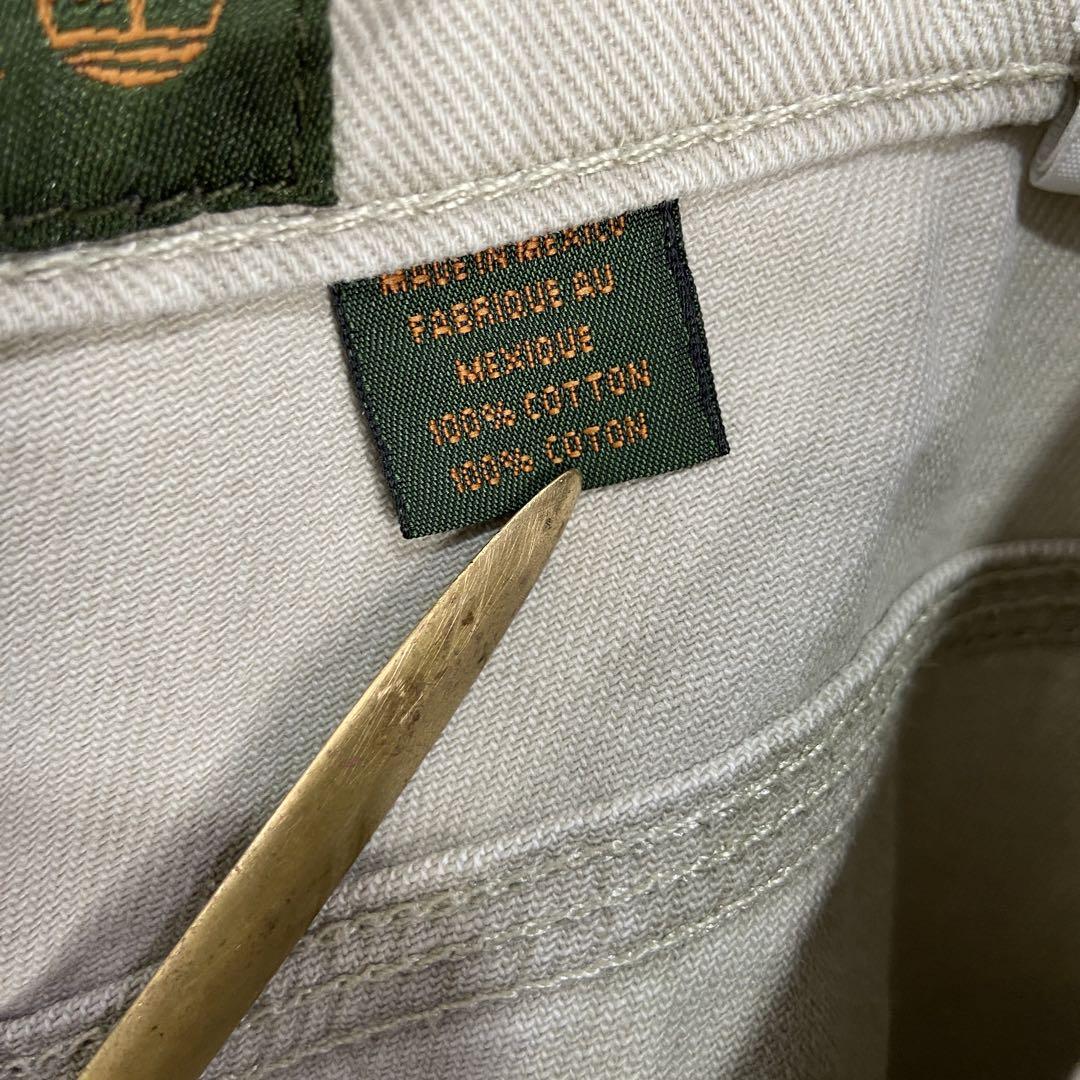 MADE IN MEXICO
FABRIQUE AU
MEXIQUE
100% COTTON
100% COTON